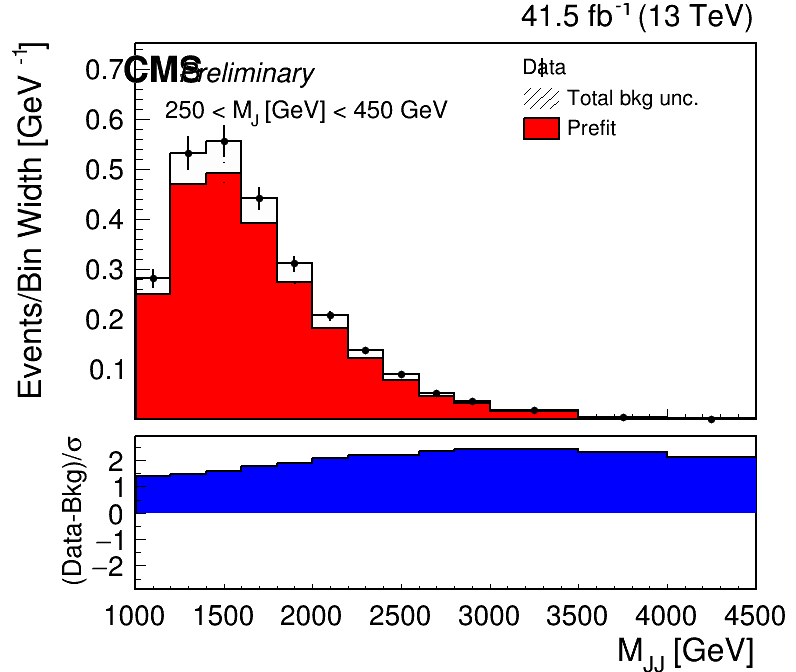 41.5 fb⁻¹ (13 TeV)
CMS Preliminary
250 < M_J [GeV] < 450 GeV
Data
Total bkg unc.
Prefit
Events/Bin Width [GeV⁻¹]
0.7
0.6
0.5
0.4
0.3
0.2
0.1
(Data-Bkg)/σ
2
1
0
−1
−2
1000 1500 2000 2500 3000 3500 4000 4500
M_JJ [GeV]